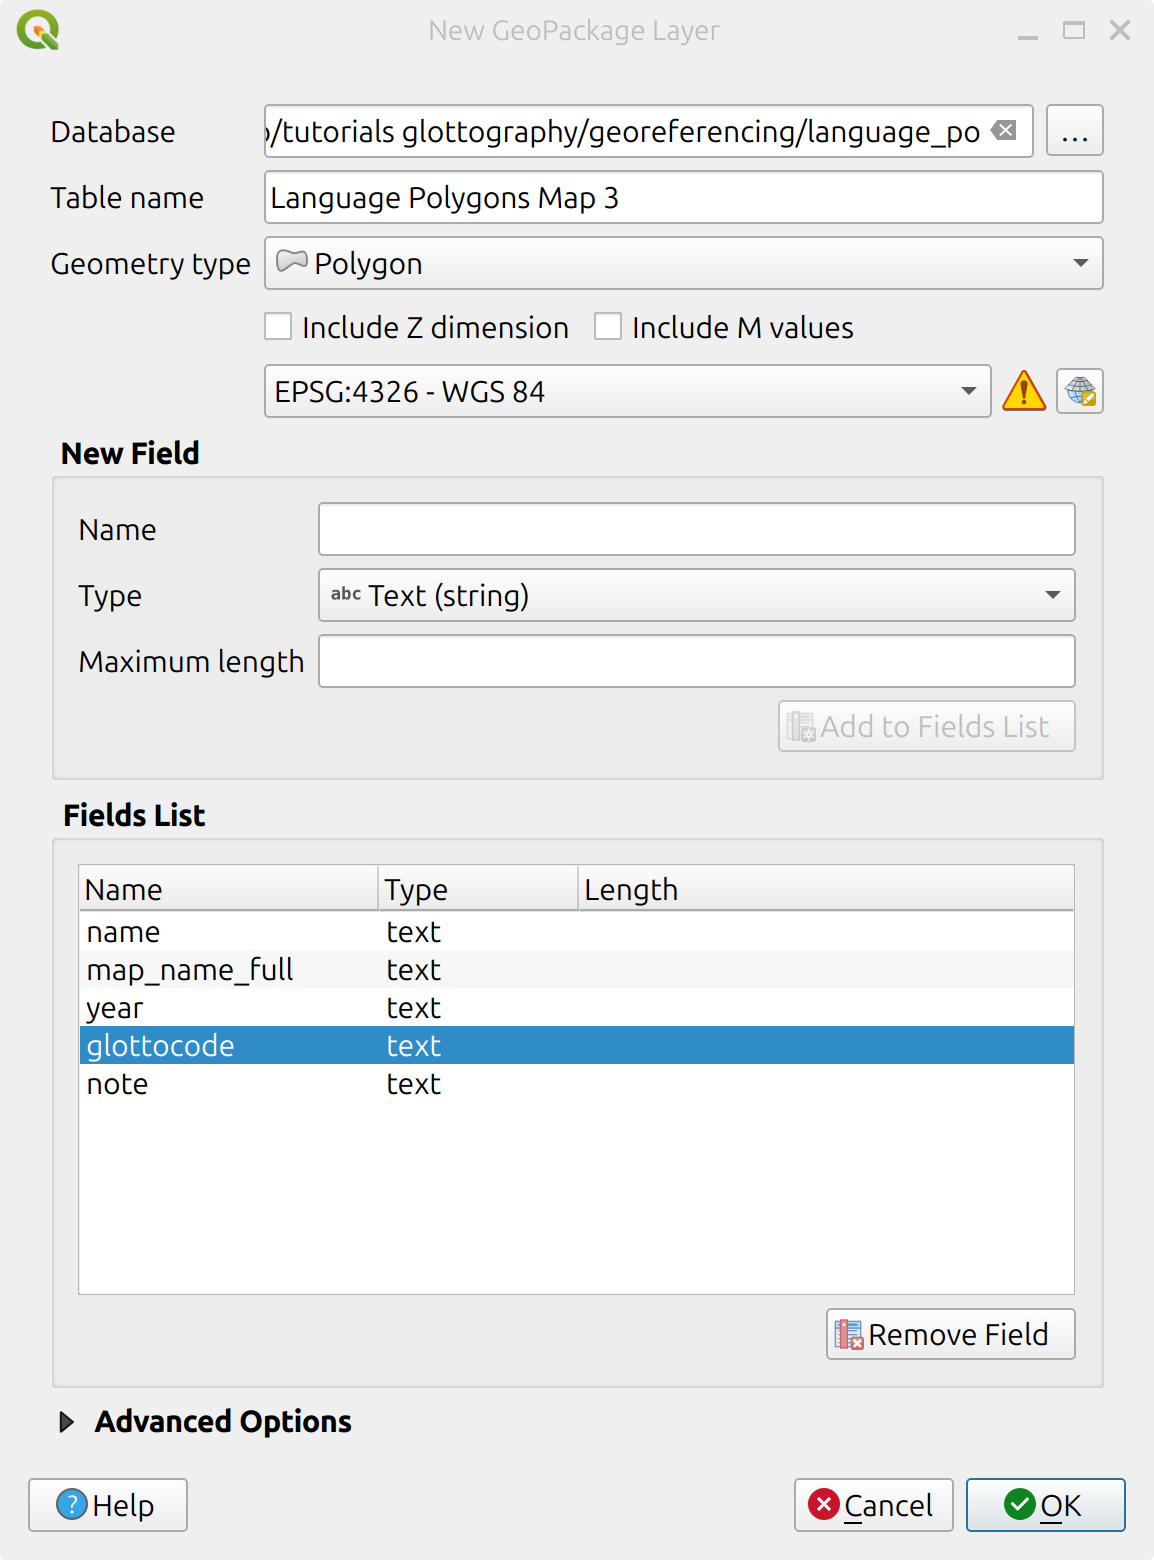 New GeoPackage Layer
Database /tutorials glottography/georeferencing/language_po ...
Table name Language Polygons Map 3
Geometry type Polygon
Include Z dimension Include M values
EPSG:4326 - WGS 84
New Field
Name
Type abc Text (string)
Maximum length
Add to Fields List
Fields List
Name Type Length
name text
map_name_full text
year text
glottocode text
note text
Remove Field
Advanced Options
? Help Cancel OK